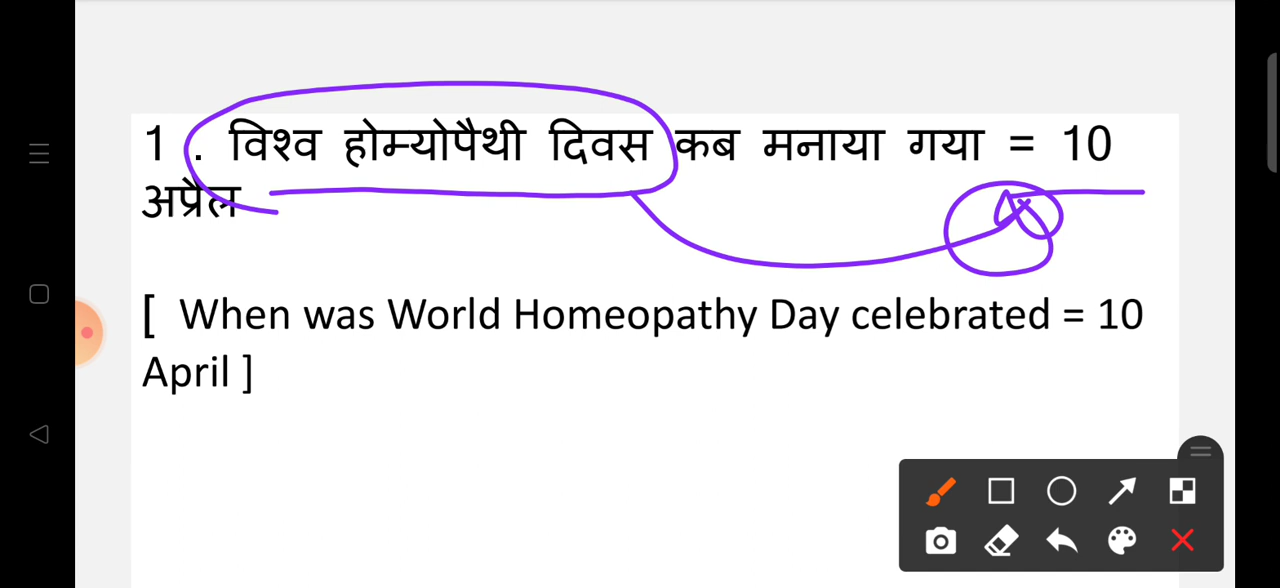 1 . विश्व होम्योपैथी दिवस कब मनाया गया = 10
अप्रैल
[ When was World Homeopathy Day celebrated = 10
April ]